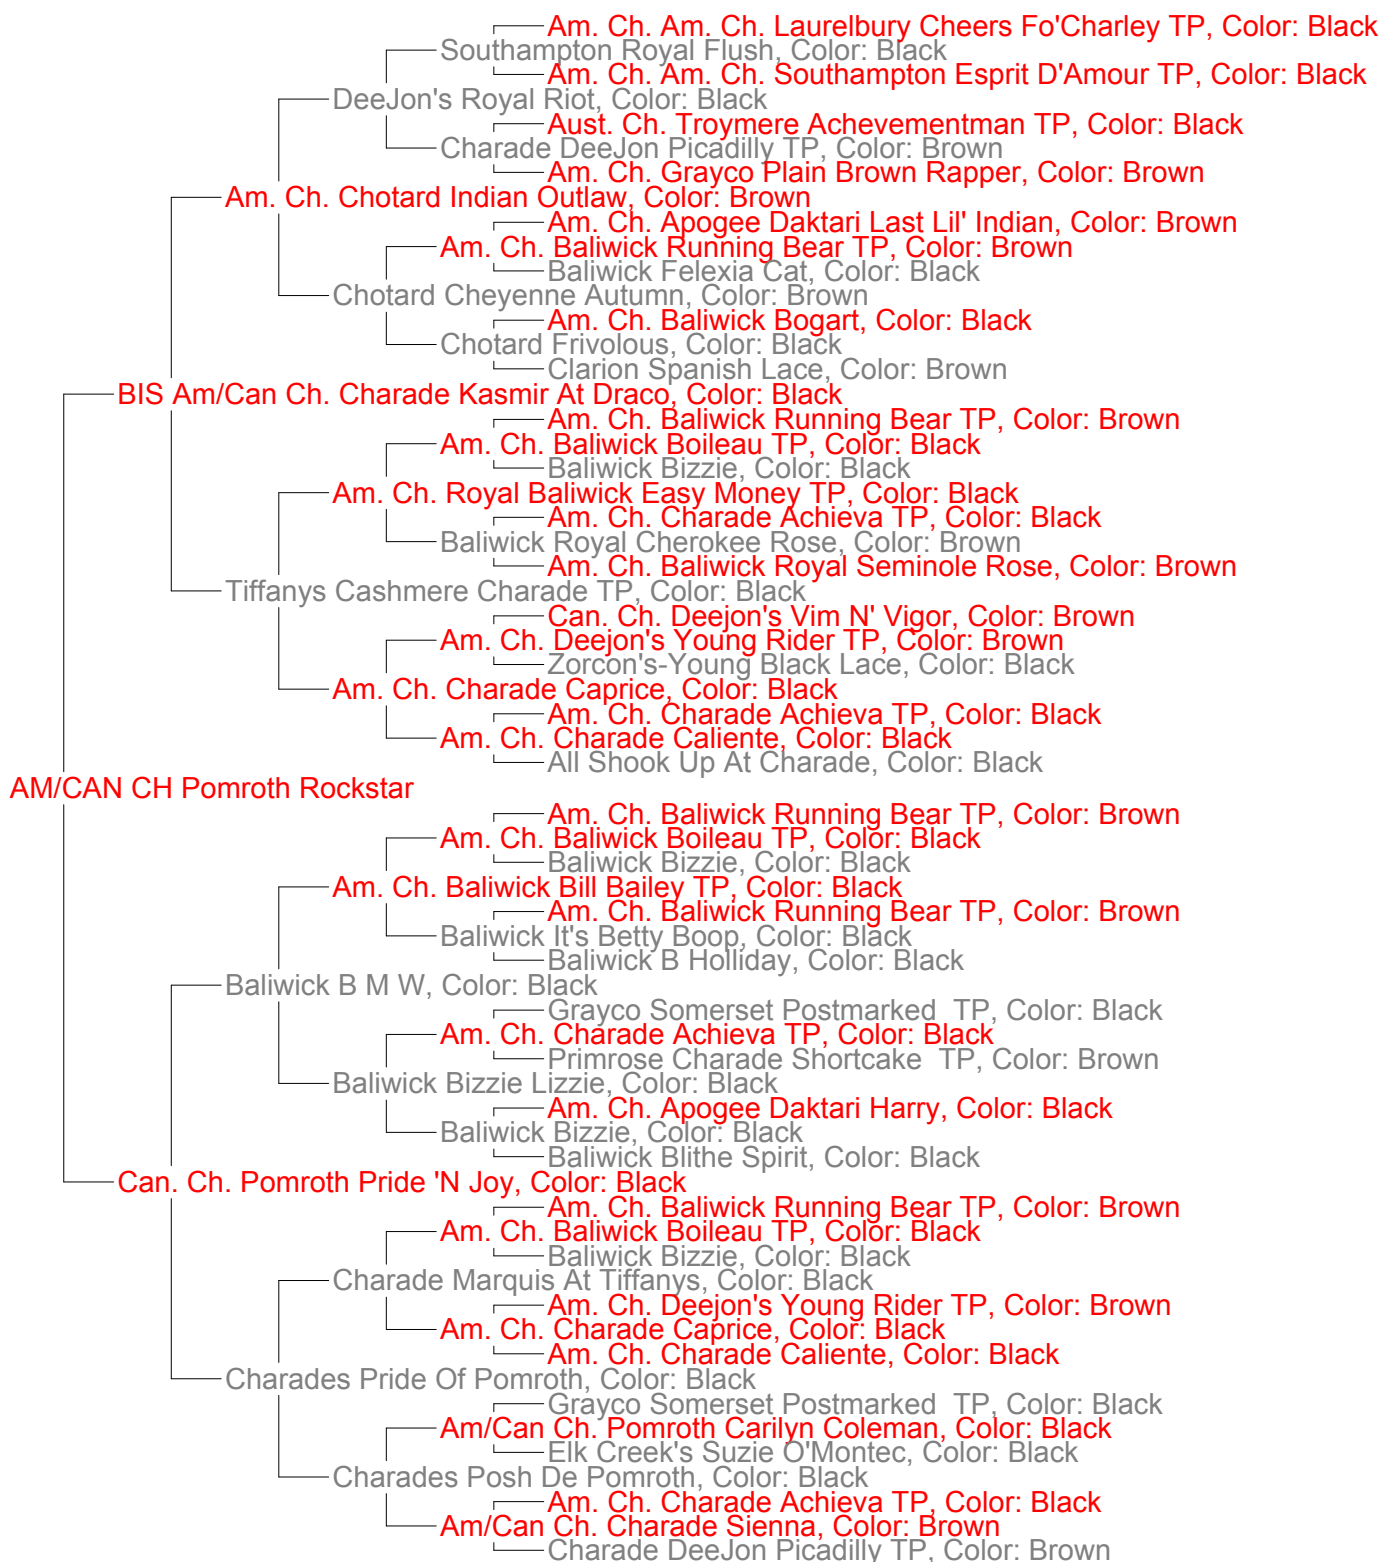 Am. Ch. Am. Ch. Laurelbury Cheers Fo'Charley TP, Color: Black
Southampton Royal Flush, Color: Black
Am. Ch. Am. Ch. Southampton Esprit D'Amour TP, Color: Black
DeeJon's Royal Riot, Color: Black
Aust. Ch. Troymere Achevementman TP, Color: Black
Charade DeeJon Picadilly TP, Color: Brown
Am. Ch. Grayco Plain Brown Rapper, Color: Brown
Am. Ch. Chotard Indian Outlaw, Color: Brown
Am. Ch. Apogee Daktari Last Lil' Indian, Color: Brown
Am. Ch. Baliwick Running Bear TP, Color: Brown
Baliwick Felexia Cat, Color: Black
Chotard Cheyenne Autumn, Color: Brown
Am. Ch. Baliwick Bogart, Color: Black
Chotard Frivolous, Color: Black
Clarion Spanish Lace, Color: Brown
BIS Am/Can Ch. Charade Kasmir At Draco, Color: Black
Am. Ch. Baliwick Running Bear TP, Color: Brown
Am. Ch. Baliwick Boileau TP, Color: Black
Baliwick Bizzie, Color: Black
Am. Ch. Royal Baliwick Easy Money TP, Color: Black
Am. Ch. Charade Achieva TP, Color: Black
Baliwick Royal Cherokee Rose, Color: Brown
Am. Ch. Baliwick Royal Seminole Rose, Color: Brown
Tiffanys Cashmere Charade TP, Color: Black
Can. Ch. Deejon's Vim N' Vigor, Color: Brown
Am. Ch. Deejon's Young Rider TP, Color: Brown
Zorcon's-Young Black Lace, Color: Black
Am. Ch. Charade Caprice, Color: Black
Am. Ch. Charade Achieva TP, Color: Black
Am. Ch. Charade Caliente, Color: Black
All Shook Up At Charade, Color: Black
AM/CAN CH Pomroth Rockstar
Am. Ch. Baliwick Running Bear TP, Color: Brown
Am. Ch. Baliwick Boileau TP, Color: Black
Baliwick Bizzie, Color: Black
Am. Ch. Baliwick Bill Bailey TP, Color: Black
Am. Ch. Baliwick Running Bear TP, Color: Brown
Baliwick It's Betty Boop, Color: Black
Baliwick B Holliday, Color: Black
Baliwick B M W, Color: Black
Grayco Somerset Postmarked  TP, Color: Black
Am. Ch. Charade Achieva TP, Color: Black
Primrose Charade Shortcake  TP, Color: Brown
Baliwick Bizzie Lizzie, Color: Black
Am. Ch. Apogee Daktari Harry, Color: Black
Baliwick Bizzie, Color: Black
Baliwick Blithe Spirit, Color: Black
Can. Ch. Pomroth Pride 'N Joy, Color: Black
Am. Ch. Baliwick Running Bear TP, Color: Brown
Am. Ch. Baliwick Boileau TP, Color: Black
Baliwick Bizzie, Color: Black
Charade Marquis At Tiffanys, Color: Black
Am. Ch. Deejon's Young Rider TP, Color: Brown
Am. Ch. Charade Caprice, Color: Black
Am. Ch. Charade Caliente, Color: Black
Charades Pride Of Pomroth, Color: Black
Grayco Somerset Postmarked  TP, Color: Black
Am/Can Ch. Pomroth Carilyn Coleman, Color: Black
Elk Creek's Suzie O'Montec, Color: Black
Charades Posh De Pomroth, Color: Black
Am. Ch. Charade Achieva TP, Color: Black
Am/Can Ch. Charade Sienna, Color: Brown
Charade DeeJon Picadilly TP, Color: Brown